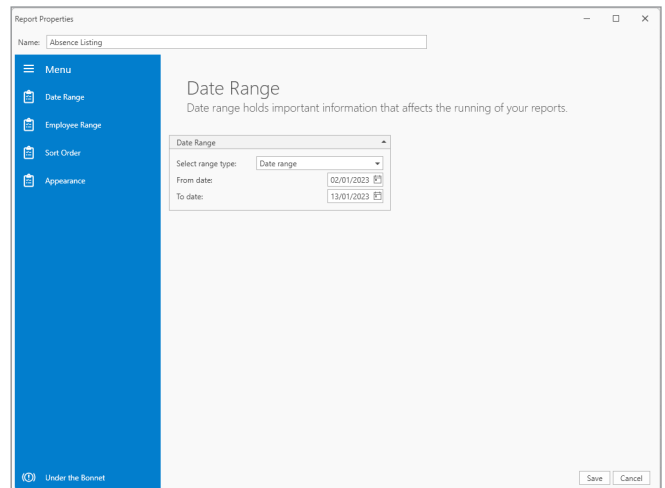 Report Properties
Name: Absence Listing
Menu
Date Range
Employee Range
Sort Order
Appearance
Under the Bonnet
Date Range
Date range holds important information that affects the running of your reports.
Date Range
Select range type: Date range
From date: 02/01/2023
To date: 13/01/2023
Save Cancel